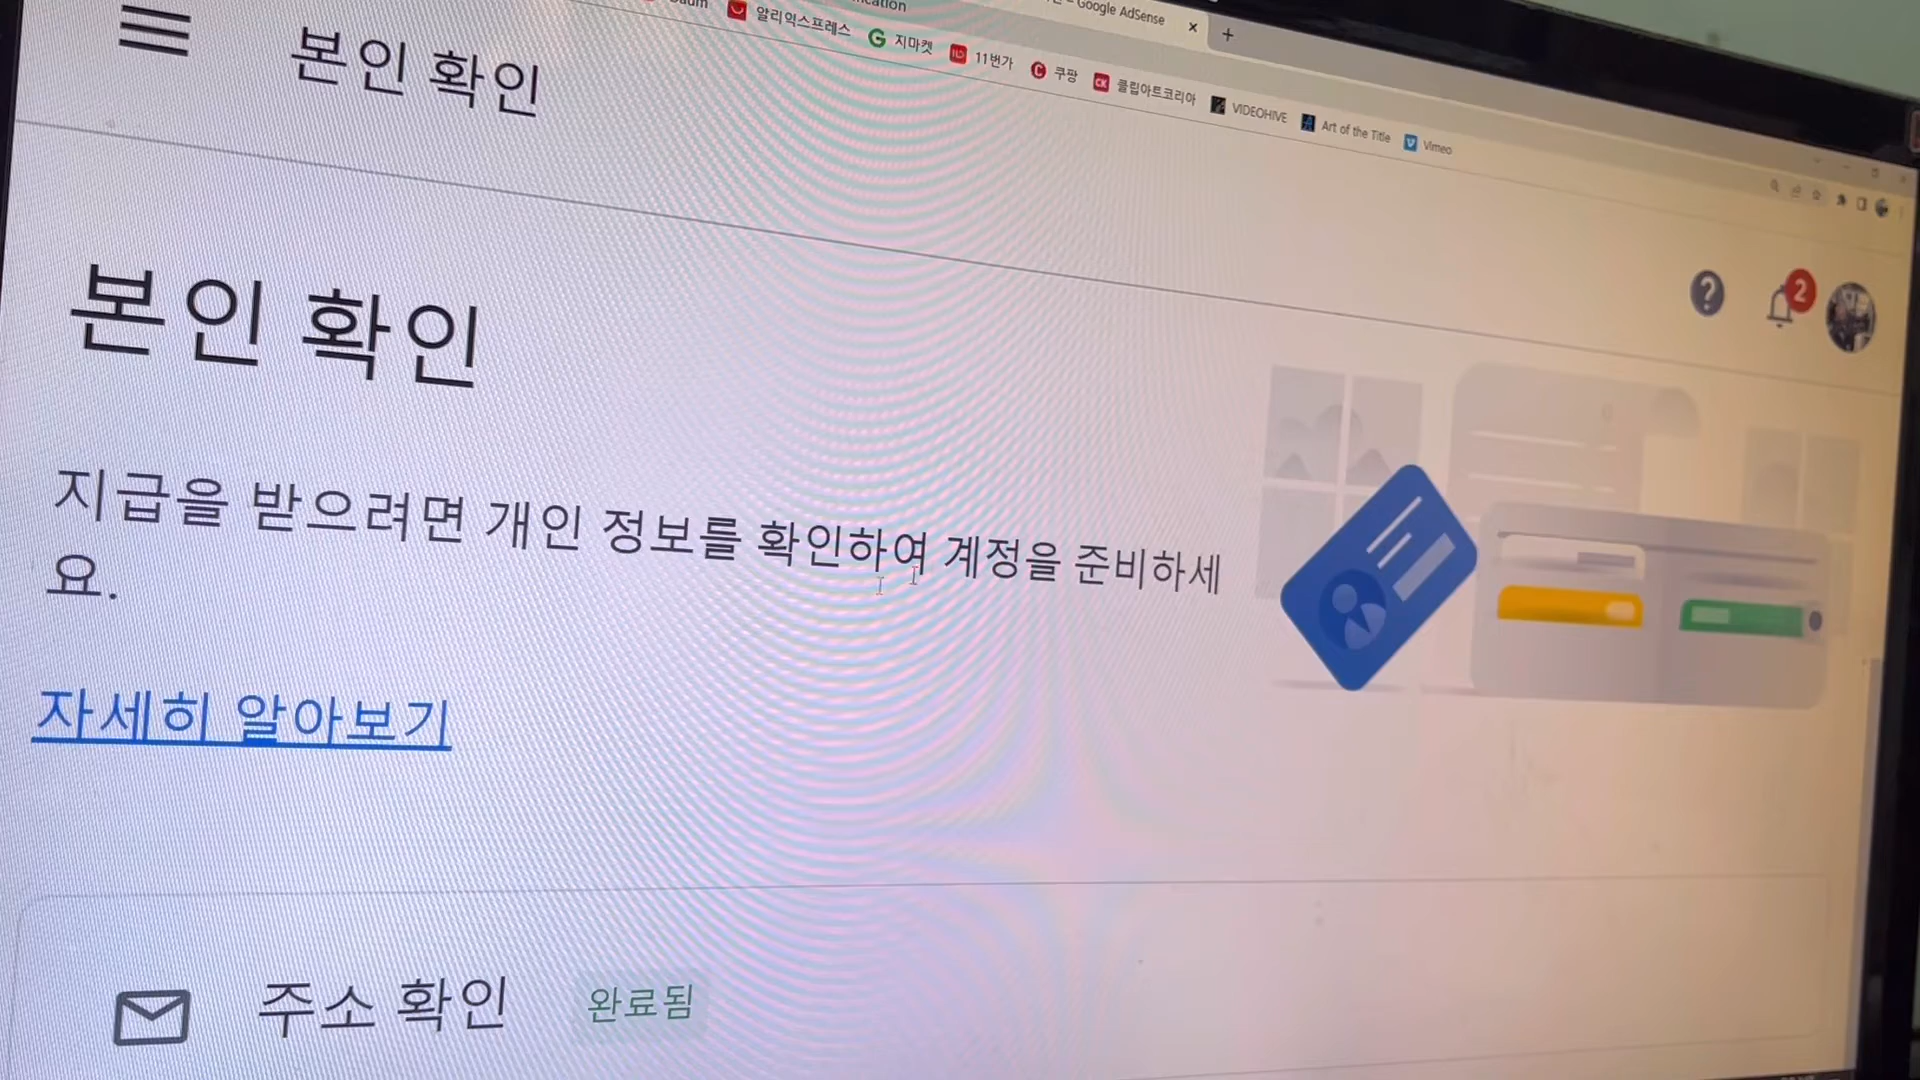 Google AdSense
알리익스프레스
지마켓
11번가
쿠팡
클립아트코리아
VIDEOHIVE
Art of the Title
Vimeo
본인 확인
2
본인 확인
지급을 받으려면 개인 정보를 확인하여 계정을 준비하세
요.
자세히 알아보기
주소 확인
완료됨